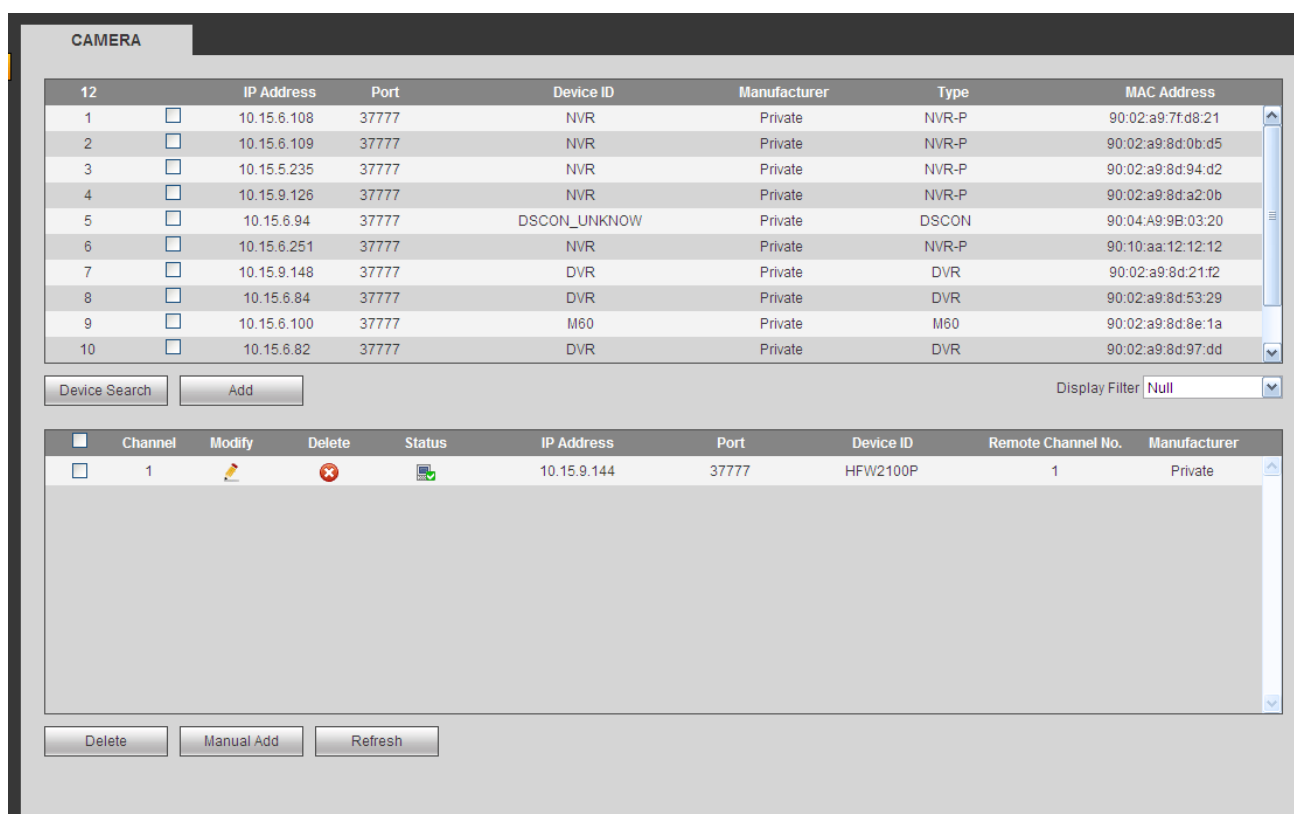 CAMERA
12 IP Address Port Device ID Manufacturer Type MAC Address
1 10.15.6.108 37777 NVR Private NVR-P 90:02:a9:7f:d8:21
2 10.15.6.109 37777 NVR Private NVR-P 90:02:a9:8d:0b:d5
3 10.15.5.235 37777 NVR Private NVR-P 90:02:a9:8d:94:d2
4 10.15.9.126 37777 NVR Private NVR-P 90:02:a9:8d:a2:0b
5 10.15.6.94 37777 DSCON_UNKNOW Private DSCON 90:04:A9:9B:03:20
6 10.15.6.251 37777 NVR Private NVR-P 90:10:aa:12:12:12
7 10.15.9.148 37777 DVR Private DVR 90:02:a9:8d:21:f2
8 10.15.6.84 37777 DVR Private DVR 90:02:a9:8d:53:29
9 10.15.6.100 37777 M60 Private M60 90:02:a9:8d:8e:1a
10 10.15.6.82 37777 DVR Private DVR 90:02:a9:8d:97:dd
Device Search Add Display Filter Null
Channel Modify Delete Status IP Address Port Device ID Remote Channel No. Manufacturer
1 10.15.9.144 37777 HFW2100P 1 Private
Delete Manual Add Refresh